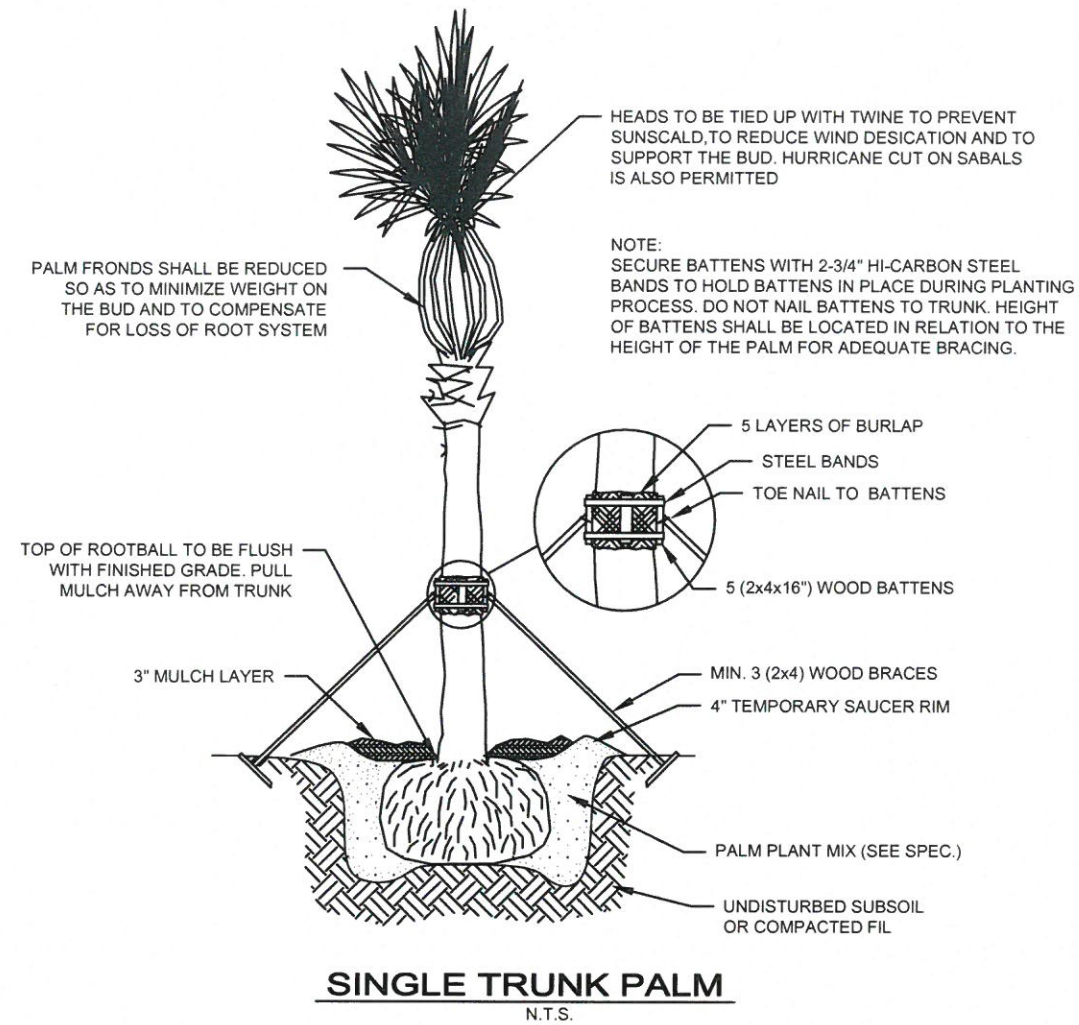 HEADS TO BE TIED UP WITH TWINE TO PREVENT
SUNSCALD,TO REDUCE WIND DESICATION AND TO
SUPPORT THE BUD. HURRICANE CUT ON SABALS
IS ALSO PERMITTED
NOTE:
SECURE BATTENS WITH 2-3/4" HI-CARBON STEEL
BANDS TO HOLD BATTENS IN PLACE DURING PLANTING
PROCESS. DO NOT NAIL BATTENS TO TRUNK. HEIGHT
OF BATTENS SHALL BE LOCATED IN RELATION TO THE
HEIGHT OF THE PALM FOR ADEQUATE BRACING.
PALM FRONDS SHALL BE REDUCED
SO AS TO MINIMIZE WEIGHT ON
THE BUD AND TO COMPENSATE
FOR LOSS OF ROOT SYSTEM
5 LAYERS OF BURLAP
STEEL BANDS
TOE NAIL TO BATTENS
5 (2x4x16") WOOD BATTENS
TOP OF ROOTBALL TO BE FLUSH
WITH FINISHED GRADE. PULL
MULCH AWAY FROM TRUNK
3" MULCH LAYER
MIN. 3 (2x4) WOOD BRACES
4" TEMPORARY SAUCER RIM
PALM PLANT MIX (SEE SPEC.)
UNDISTURBED SUBSOIL
OR COMPACTED FIL
SINGLE TRUNK PALM
N.T.S.